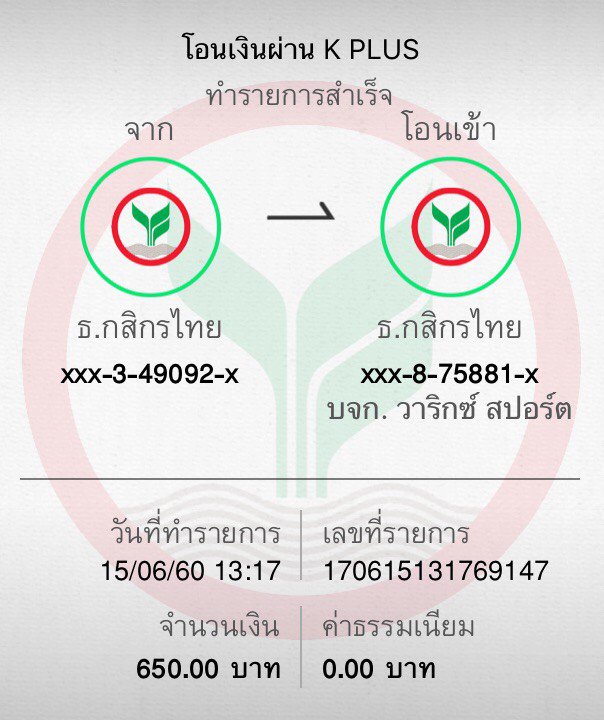 โอนเงินผ่าน K PLUS
ทำรายการสำเร็จ
จาก
โอนเข้า
ธ.กสิกรไทย
ธ.กสิกรไทย
xxx-3-49092-x
xxx-8-75881-x
บจก. วาริกซ์ สปอร์ต
วันที่ทำรายการ
15/06/60 13:17
เลขที่รายการ
170615131769147
จำนวนเงิน
650.00 บาท
ค่าธรรมเนียม
0.00 บาท